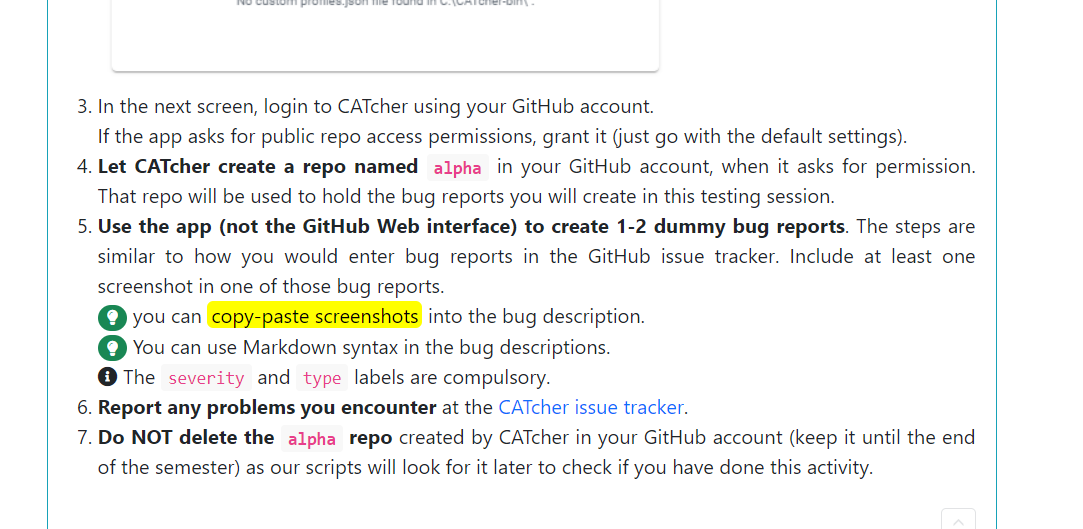 No custom profiles.json file found in C:\CATcher-bin\ .
3. In the next screen, login to CATcher using your GitHub account.
If the app asks for public repo access permissions, grant it (just go with the default settings).
4. Let CATcher create a repo named alpha in your GitHub account, when it asks for permission.
That repo will be used to hold the bug reports you will create in this testing session.
5. Use the app (not the GitHub Web interface) to create 1-2 dummy bug reports. The steps are
similar to how you would enter bug reports in the GitHub issue tracker. Include at least one
screenshot in one of those bug reports.
you can copy-paste screenshots into the bug description.
You can use Markdown syntax in the bug descriptions.
The severity and type labels are compulsory.
6. Report any problems you encounter at the CATcher issue tracker.
7. Do NOT delete the alpha repo created by CATcher in your GitHub account (keep it until the end
of the semester) as our scripts will look for it later to check if you have done this activity.